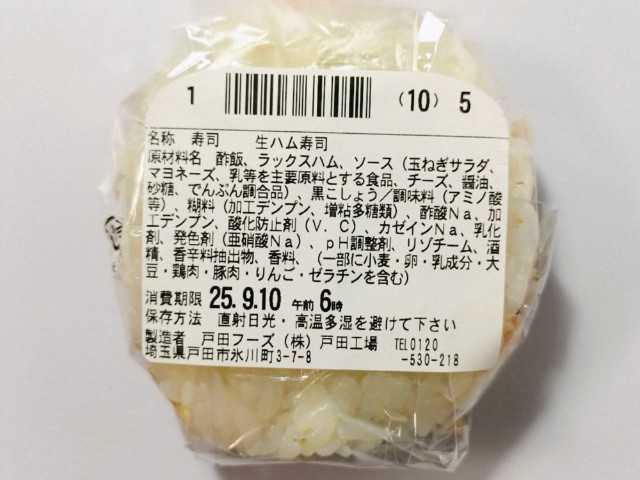 1 (10) 5
名称 寿司 生ハム寿司
原材料名 酢飯、ラックスハム、ソース（玉ねぎサラダ、
マヨネーズ、乳等を主要原料とする食品、チーズ、醤油、
砂糖、でんぷん調合品）、黒こしょう／調味料（アミノ酸
等）、糊料（加工デンプン、増粘多糖類）、酢酸Na、加
工デンプン、酸化防止剤（V．C）、カゼインNa、乳化
剤、発色剤（亜硝酸Na）、pH調整剤、リゾチーム、酒
精、香辛料抽出物、香料、（一部に小麦・卵・乳成分・大
豆・鶏肉・豚肉・りんご・ゼラチンを含む）
消費期限 25.9.10 午前 6時
保存方法 直射日光・高温多湿を避けて下さい
製造者 戸田フーズ（株）戸田工場 TEL0120
埼玉県戸田市氷川町3-7-8 -530-218